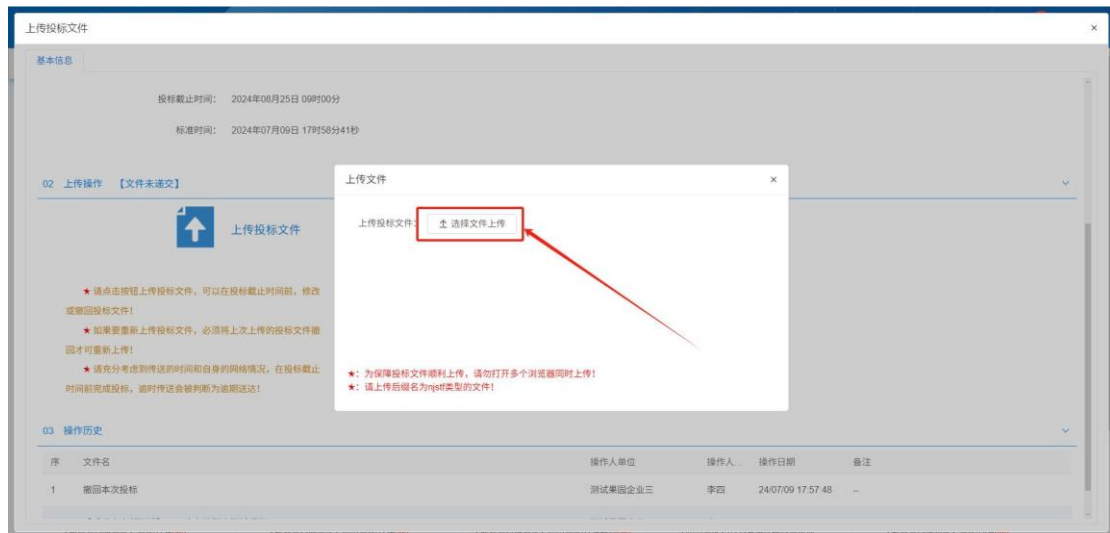 上传投标文件 ×
基本信息
投标截止时间： 2024年08月25日 09时00分
标准时间： 2024年07月09日 17时58分41秒
02 上传操作 【文件未递交】
上传投标文件
★ 请点击按钮上传投标文件，可以在投标截止时间前，修改
或撤回投标文件！
★ 如果要重新上传投标文件，必须将上次上传的投标文件撤
回才可重新上传！
★ 请充分考虑到传送的时间和自身的网络情况，在投标截止
时间前完成投标，逾时传送会被判断为逾期送达！
上传文件 ×
上传投标文件： 选择文件上传
★：为保障投标文件顺利上传，请勿打开多个浏览器同时上传！
★：请上传后缀名为njstf类型的文件！
03 操作历史
序 文件名 操作人单位 操作人... 操作日期 备注
1 撤回本次投标 测试果园企业三 李四 24/07/09 17:57:48 --